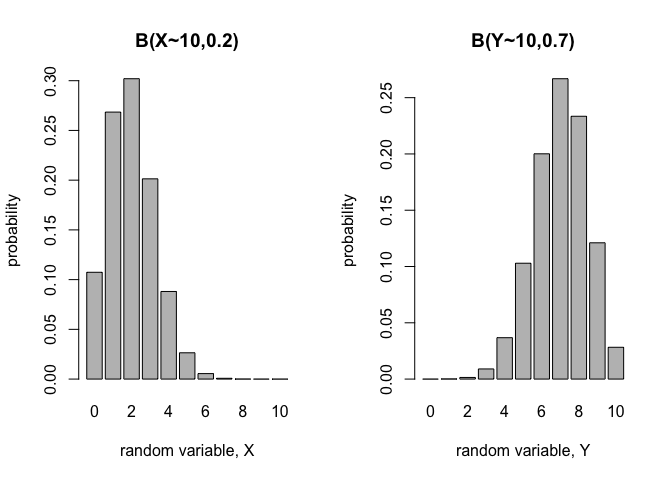 B(X~10,0.2)
probability
0.30
0.25
0.20
0.15
0.10
0.05
0.00
0 2 4 6 8 10
random variable, X
B(Y~10,0.7)
probability
0.25
0.20
0.15
0.10
0.05
0.00
0 2 4 6 8 10
random variable, Y